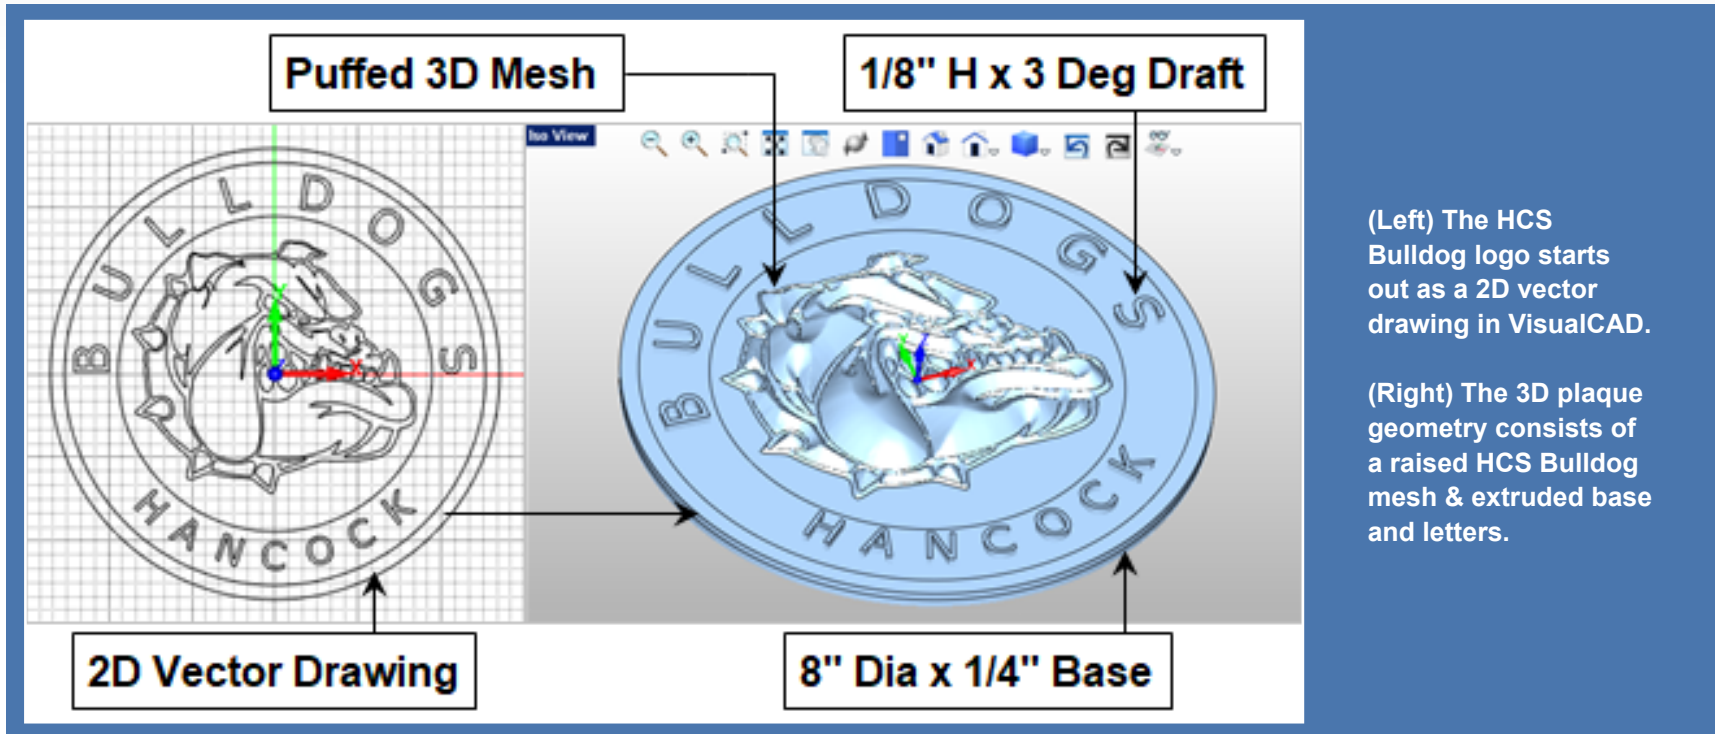 Puffed 3D Mesh
1/8" H x 3 Deg Draft
Iso View
BULLDOGS
HANCOCK
Y
X
BULLDOGS
HANCOCK
Y
X
2D Vector Drawing
8" Dia x 1/4" Base
(Left) The HCS
Bulldog logo starts
out as a 2D vector
drawing in VisualCAD.
(Right) The 3D plaque
geometry consists of
a raised HCS Bulldog
mesh & extruded base
and letters.